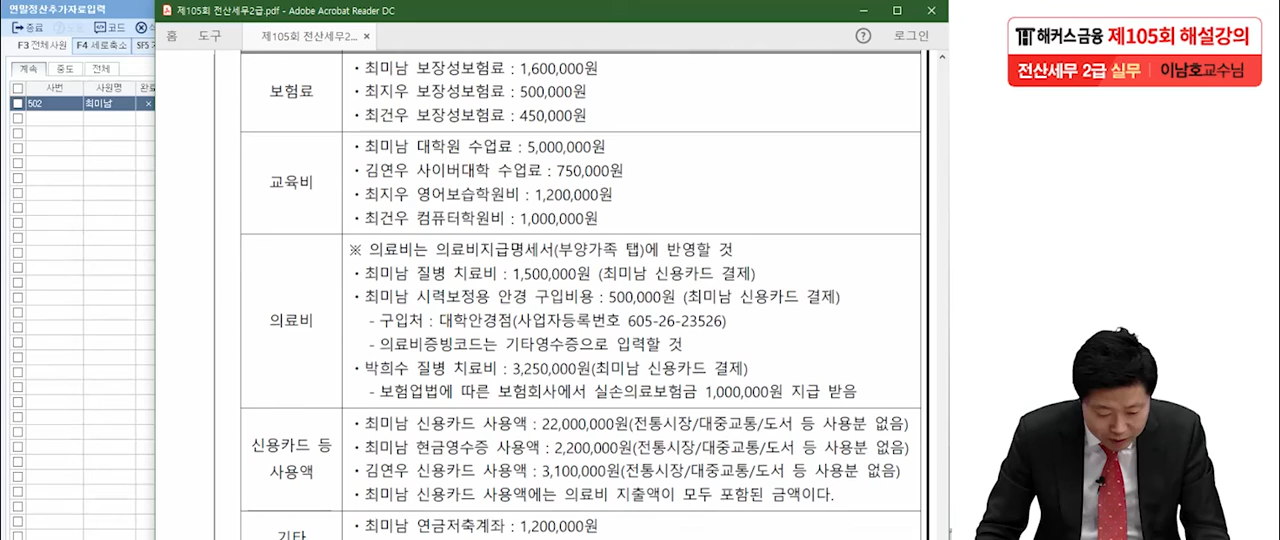 연말정산추가자료입력
종료
코드
F3 전체사원
F4 세로축소
SF5
계속
중도
전체
사번
사원명
완료
502
최미남
×
제105회 전산세무2급.pdf - Adobe Acrobat Reader DC
홈
도구
제105회 전산세무2... ×
로그인
보험료
・최미남 보장성보험료 : 1,600,000원
・최지우 보장성보험료 : 500,000원
・최건우 보장성보험료 : 450,000원
교육비
・최미남 대학원 수업료 : 5,000,000원
・김연우 사이버대학 수업료 : 750,000원
・최지우 영어보습학원비 : 1,200,000원
・최건우 컴퓨터학원비 : 1,000,000원
의료비
※ 의료비는 의료비지급명세서(부양가족 탭)에 반영할 것
・최미남 질병 치료비 : 1,500,000원 (최미남 신용카드 결제)
・최미남 시력보정용 안경 구입비용 : 500,000원 (최미남 신용카드 결제)
- 구입처 : 대학안경점(사업자등록번호 605-26-23526)
- 의료비증빙코드는 기타영수증으로 입력할 것
・박희수 질병 치료비 : 3,250,000원(최미남 신용카드 결제)
- 보험업법에 따른 보험회사에서 실손의료보험금 1,000,000원 지급 받음
신용카드 등
사용액
・최미남 신용카드 사용액 : 22,000,000원(전통시장/대중교통/도서 등 사용분 없음)
・최미남 현금영수증 사용액 : 2,200,000원(전통시장/대중교통/도서 등 사용분 없음)
・김연우 신용카드 사용액 : 3,100,000원(전통시장/대중교통/도서 등 사용분 없음)
・최미남 신용카드 사용액에는 의료비 지출액이 모두 포함된 금액이다.
기타
・최미남 연금저축계좌 : 1,200,000원
해커스금융 제105회 해설강의
전산세무 2급 실무 | 이남호교수님